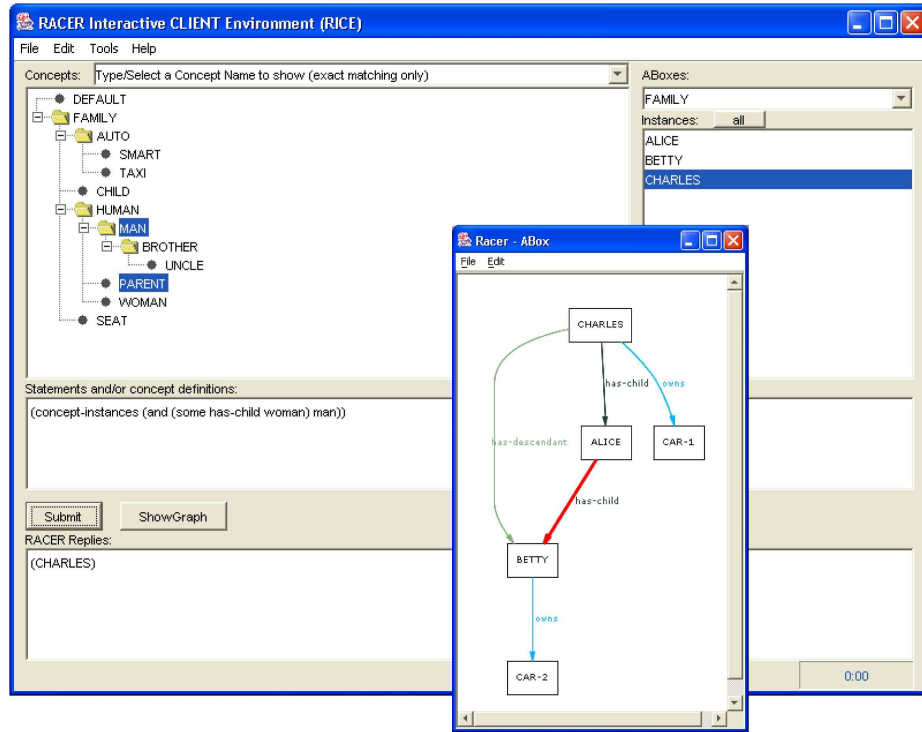 RACER Interactive CLIENT Environment (RICE)
File Edit Tools Help
Concepts: Type/Select a Concept Name to show (exact matching only)
DEFAULT
FAMILY
AUTO
SMART
TAXI
CHILD
HUMAN
MAN
BROTHER
UNCLE
PARENT
WOMAN
SEAT
ABoxes:
FAMILY
Instances: all
ALICE
BETTY
CHARLES
Statements and/or concept definitions:
(concept-instances (and (some has-child woman) man))
Submit ShowGraph
RACER Replies:
(CHARLES)
0:00
Racer - ABox
File Edit
CHARLES
has-child owns
has-descendant ALICE CAR-1
has-child
BETTY
owns
CAR-2